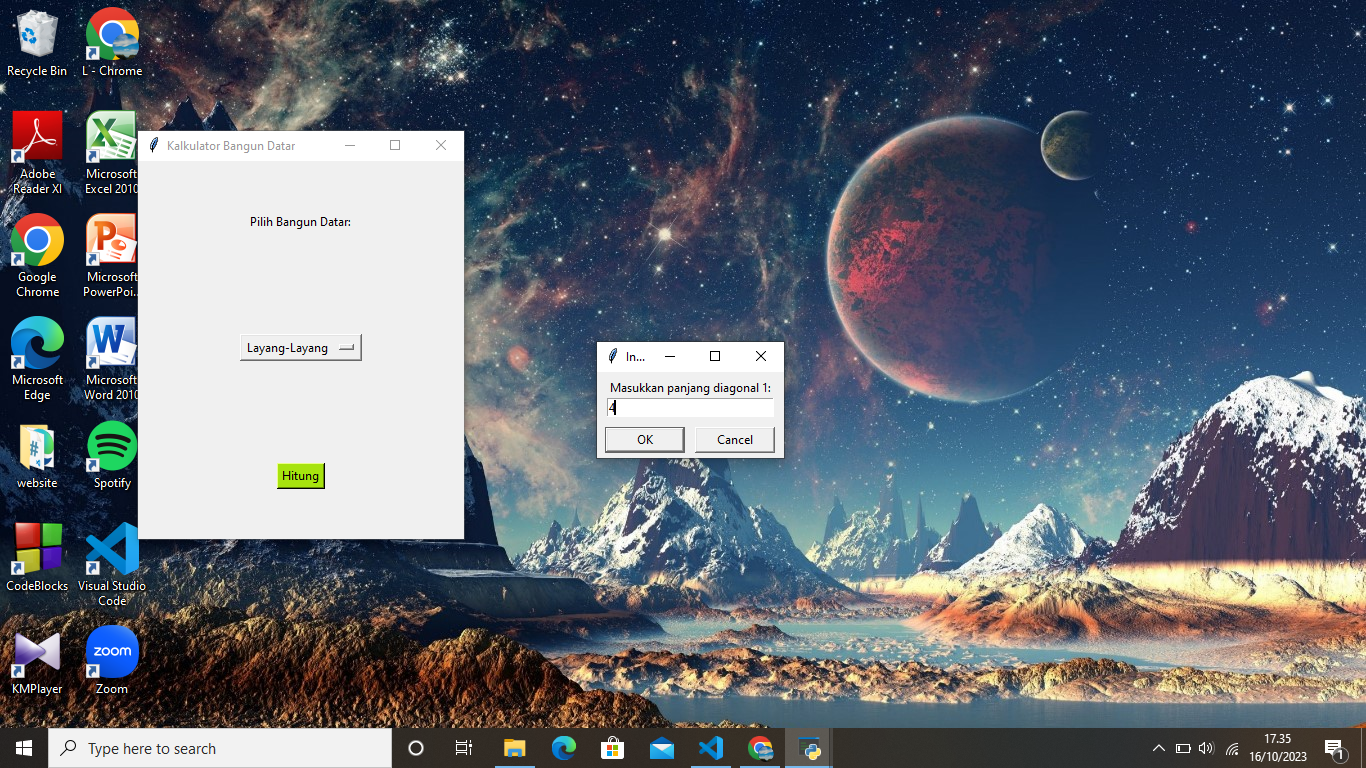 Recycle Bin
L - Chrome
Adobe
Reader XI
Microsoft
Excel 2010
Google
Chrome
Microsoft
PowerPoi...
Microsoft
Edge
Microsoft
Word 2010
website
Spotify
CodeBlocks
Visual Studio
Code
KMPlayer
zoom
Zoom
Kalkulator Bangun Datar
Pilih Bangun Datar:
Layang-Layang
Hitung
In...
Masukkan panjang diagonal 1:
4
OK
Cancel
Type here to search
17.35
16/10/2023
1